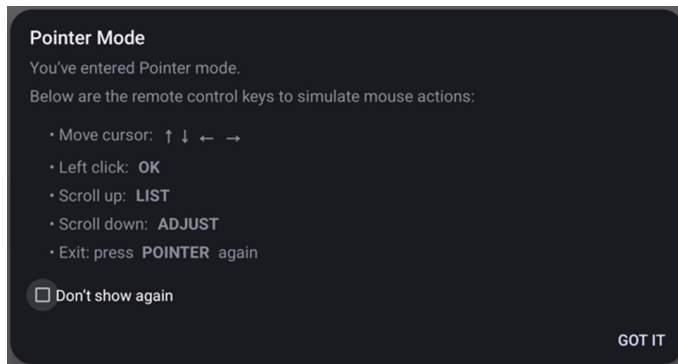 Pointer Mode
You've entered Pointer mode.
Below are the remote control keys to simulate mouse actions:
• Move cursor: ↑ ↓ ← →
• Left click: OK
• Scroll up: LIST
• Scroll down: ADJUST
• Exit: press POINTER again
Don't show again
GOT IT